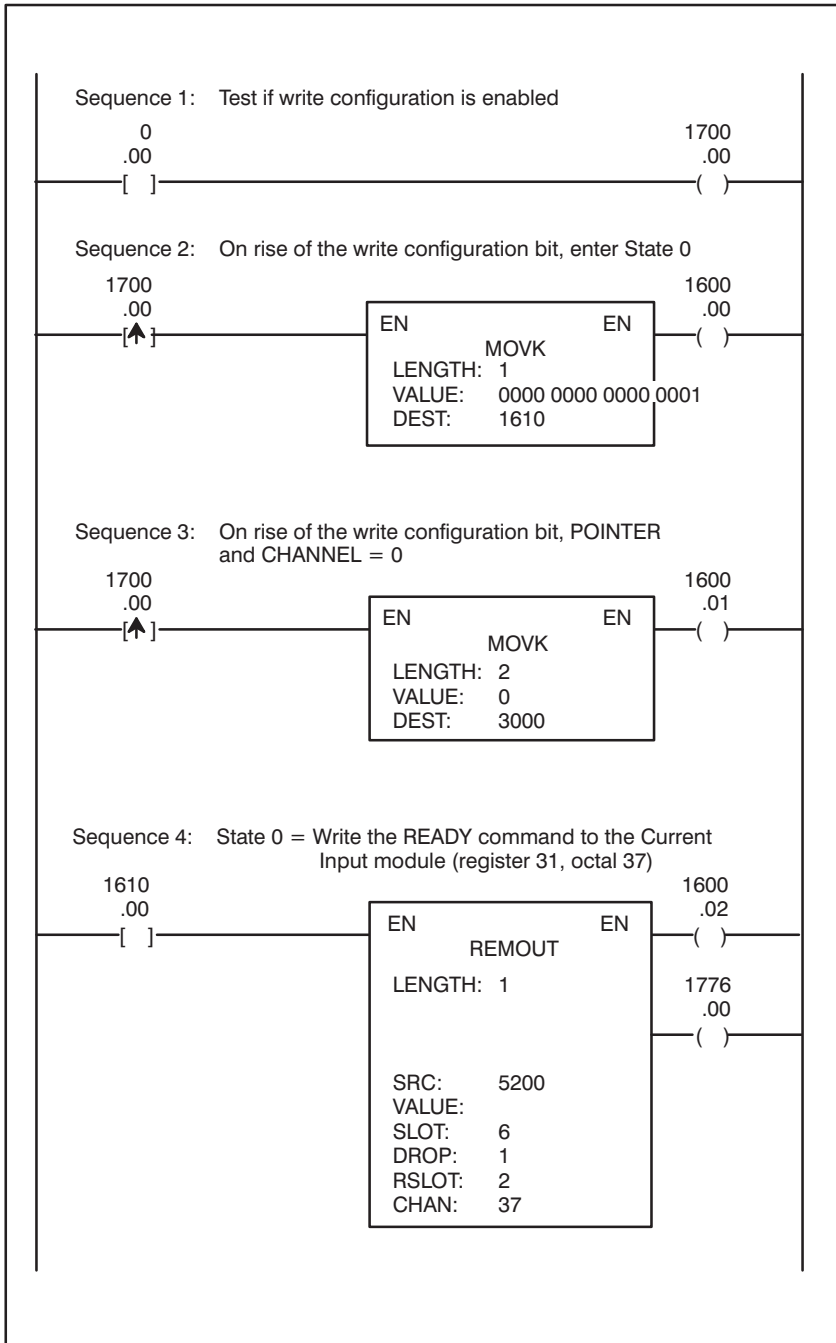 Sequence 1: Test if write configuration is enabled
0 1700
.00 .00
[ ] ( )
Sequence 2: On rise of the write configuration bit, enter State 0
1700 1600
.00 .00
[↑] EN EN ( )
MOVK
LENGTH: 1
VALUE: 0000 0000 0000 0001
DEST: 1610
Sequence 3: On rise of the write configuration bit, POINTER
and CHANNEL = 0
1700 1600
.00 .01
[↑] EN EN ( )
MOVK
LENGTH: 2
VALUE: 0
DEST: 3000
Sequence 4: State 0 = Write the READY command to the Current
Input module (register 31, octal 37)
1610 1600
.00 .02
[ ] EN EN ( )
REMOUT
LENGTH: 1 1776
.00
( )
SRC: 5200
VALUE:
SLOT: 6
DROP: 1
RSLOT: 2
CHAN: 37